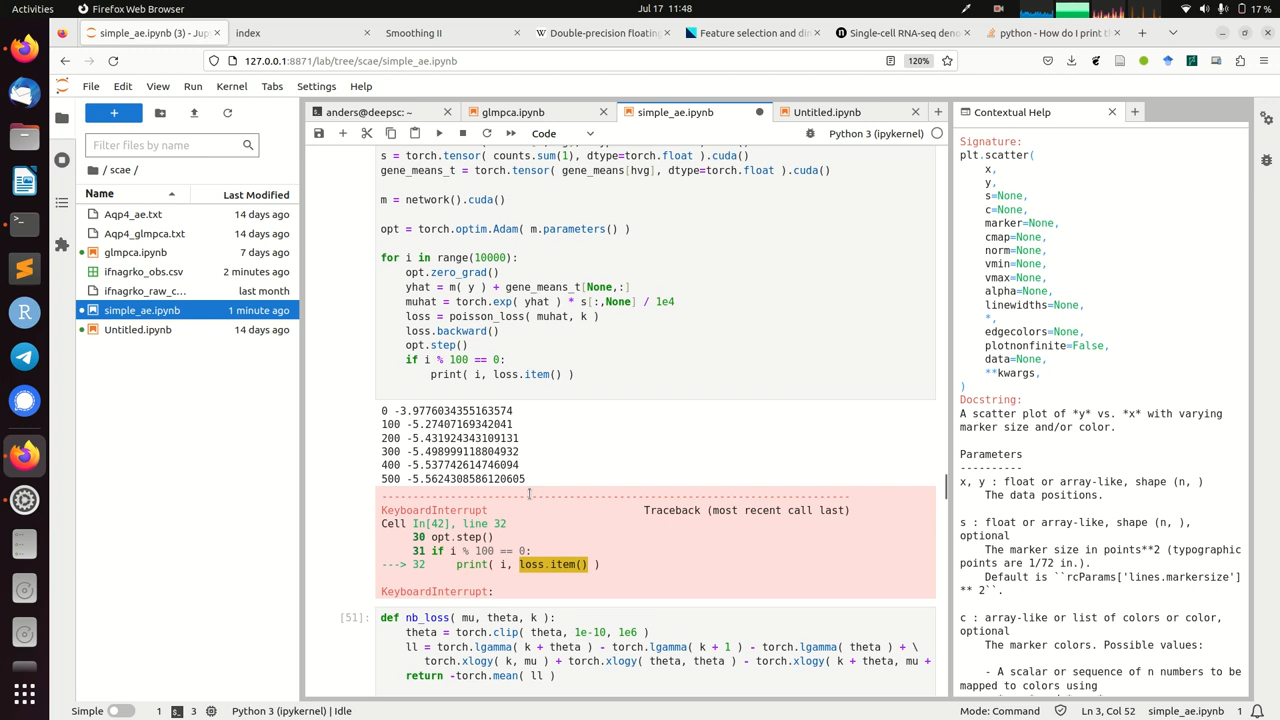 Activities
Firefox Web Browser
Jul 17 11:48
17 %
simple_ae.ipynb (3) - Jup
index
Smoothing II
Double-precision floating
Feature selection and dim
Single-cell RNA-seq deno
python - How do I print th
127.0.0.1:8871/lab/tree/scae/simple_ae.ipynb
120%
File Edit View Run Kernel Tabs Settings Help
Filter files by name
/ scae /
Name
Last Modified
Aqp4_ae.txt 14 days ago
Aqp4_glmpca.txt 14 days ago
glmpca.ipynb 7 days ago
ifnagrko_obs.csv 2 minutes ago
ifnagrko_raw_c... last month
simple_ae.ipynb 1 minute ago
Untitled.ipynb 14 days ago
anders@deepsc: ~
glmpca.ipynb
simple_ae.ipynb
Untitled.ipynb
Code
Python 3 (ipykernel)
s = torch.tensor( counts.sum(1), dtype=torch.float ).cuda()
gene_means_t = torch.tensor( gene_means[hvg], dtype=torch.float ).cuda()
m = network().cuda()
opt = torch.optim.Adam( m.parameters() )
for i in range(10000):
    opt.zero_grad()
    yhat = m( y ) + gene_means_t[None,:]
    muhat = torch.exp( yhat ) * s[:,None] / 1e4
    loss = poisson_loss( muhat, k )
    loss.backward()
    opt.step()
    if i % 100 == 0:
        print( i, loss.item() )
0 -3.9776034355163574
100 -5.27407169342041
200 -5.431924343109131
300 -5.498999118804932
400 -5.537742614746094
500 -5.5624308586120605
---------------------------------------------------------------------------
KeyboardInterrupt                         Traceback (most recent call last)
Cell In[42], line 32
     30 opt.step()
     31 if i % 100 == 0:
---> 32     print( i, loss.item() )
KeyboardInterrupt:
[51]:
def nb_loss( mu, theta, k ):
    theta = torch.clip( theta, 1e-10, 1e6 )
    ll = torch.lgamma( k + theta ) - torch.lgamma( k + 1 ) - torch.lgamma( theta ) + \
       torch.xlogy( k, mu ) + torch.xlogy( theta, theta ) - torch.xlogy( k + theta, mu +
    return -torch.mean( ll )
Contextual Help
Signature:
plt.scatter(
    x,
    y,
    s=None,
    c=None,
    marker=None,
    cmap=None,
    norm=None,
    vmin=None,
    vmax=None,
    alpha=None,
    linewidths=None,
    *,
    edgecolors=None,
    plotnonfinite=False,
    data=None,
    **kwargs,
)
Docstring:
A scatter plot of *y* vs. *x* with varying
marker size and/or color.
Parameters
----------
x, y : float or array-like, shape (n, )
    The data positions.
s : float or array-like, shape (n, ),
optional
    The marker size in points**2 (typographic
points are 1/72 in.).
    Default is ``rcParams['lines.markersize']
** 2``.
c : array-like or list of colors or color,
optional
    The marker colors. Possible values:
    - A scalar or sequence of n numbers to be
mapped to colors using
Simple
1
3
Python 3 (ipykernel) | Idle
Mode: Command
Ln 3, Col 52
simple_ae.ipynb
1